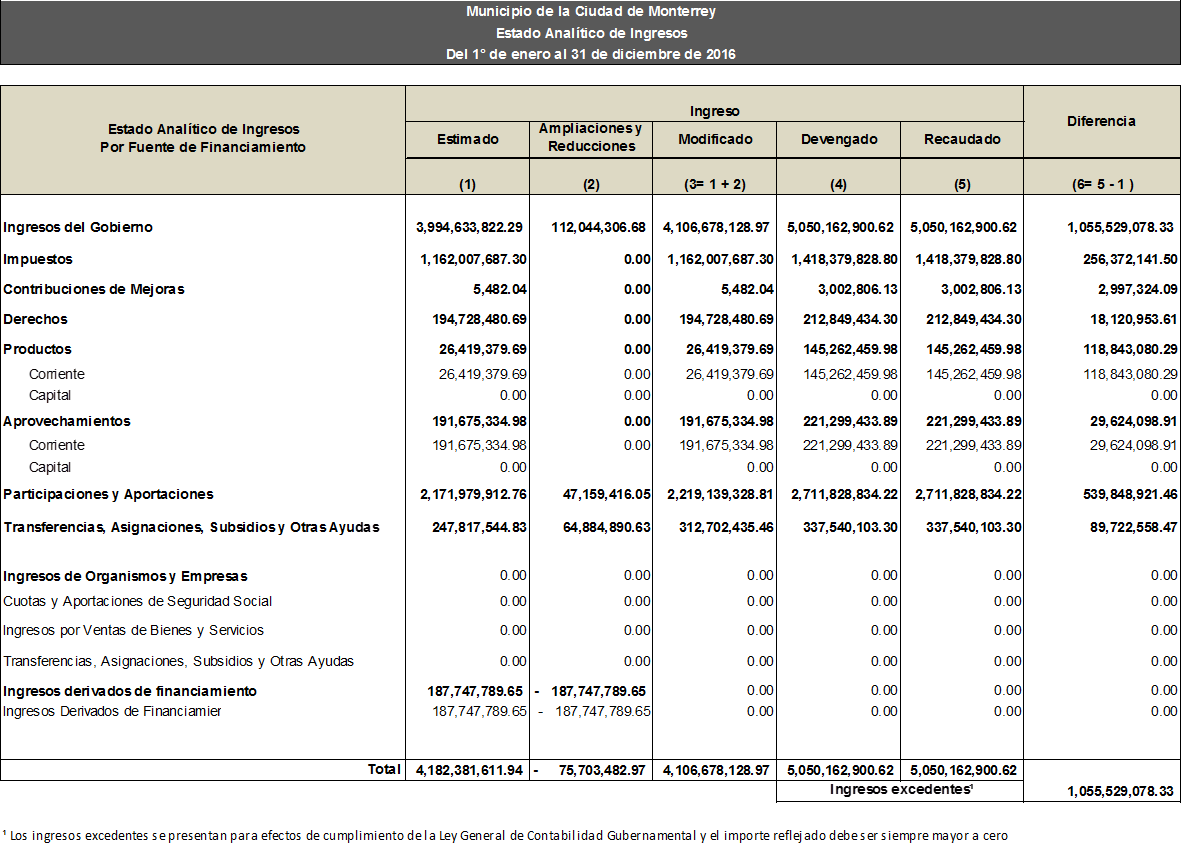 Municipio de la Ciudad de Monterrey
Estado Analítico de Ingresos
Del 1° de enero al 31 de diciembre de 2016
Estado Analítico de Ingresos
Por Fuente de Financiamiento
Ingreso
Diferencia
Estimado Ampliaciones y Reducciones Modificado Devengado Recaudado
(1) (2) (3= 1 + 2) (4) (5) (6= 5 - 1 )
Ingresos del Gobierno 3,994,633,822.29 112,044,306.68 4,106,678,128.97 5,050,162,900.62 5,050,162,900.62 1,055,529,078.33
Impuestos 1,162,007,687.30 0.00 1,162,007,687.30 1,418,379,828.80 1,418,379,828.80 256,372,141.50
Contribuciones de Mejoras 5,482.04 0.00 5,482.04 3,002,806.13 3,002,806.13 2,997,324.09
Derechos 194,728,480.69 0.00 194,728,480.69 212,849,434.30 212,849,434.30 18,120,953.61
Productos 26,419,379.69 0.00 26,419,379.69 145,262,459.98 145,262,459.98 118,843,080.29
Corriente 26,419,379.69 0.00 26,419,379.69 145,262,459.98 145,262,459.98 118,843,080.29
Capital 0.00 0.00 0.00 0.00 0.00 0.00
Aprovechamientos 191,675,334.98 0.00 191,675,334.98 221,299,433.89 221,299,433.89 29,624,098.91
Corriente 191,675,334.98 0.00 191,675,334.98 221,299,433.89 221,299,433.89 29,624,098.91
Capital 0.00 0.00 0.00 0.00 0.00
Participaciones y Aportaciones 2,171,979,912.76 47,159,416.05 2,219,139,328.81 2,711,828,834.22 2,711,828,834.22 539,848,921.46
Transferencias, Asignaciones, Subsidios y Otras Ayudas 247,817,544.83 64,884,890.63 312,702,435.46 337,540,103.30 337,540,103.30 89,722,558.47
Ingresos de Organismos y Empresas 0.00 0.00 0.00 0.00 0.00 0.00
Cuotas y Aportaciones de Seguridad Social 0.00 0.00 0.00 0.00 0.00 0.00
Ingresos por Ventas de Bienes y Servicios 0.00 0.00 0.00 0.00 0.00 0.00
Transferencias, Asignaciones, Subsidios y Otras Ayudas 0.00 0.00 0.00 0.00 0.00 0.00
Ingresos derivados de financiamiento 187,747,789.65 - 187,747,789.65 0.00 0.00 0.00 0.00
Ingresos Derivados de Financiamier 187,747,789.65 - 187,747,789.65 0.00 0.00 0.00 0.00
Total 4,182,381,611.94 - 75,703,482.97 4,106,678,128.97 5,050,162,900.62 5,050,162,900.62
Ingresos excedentes¹ 1,055,529,078.33
¹ Los ingresos excedentes se presentan para efectos de cumplimiento de la Ley General de Contabilidad Gubernamental y el importe reflejado debe ser siempre mayor a cero